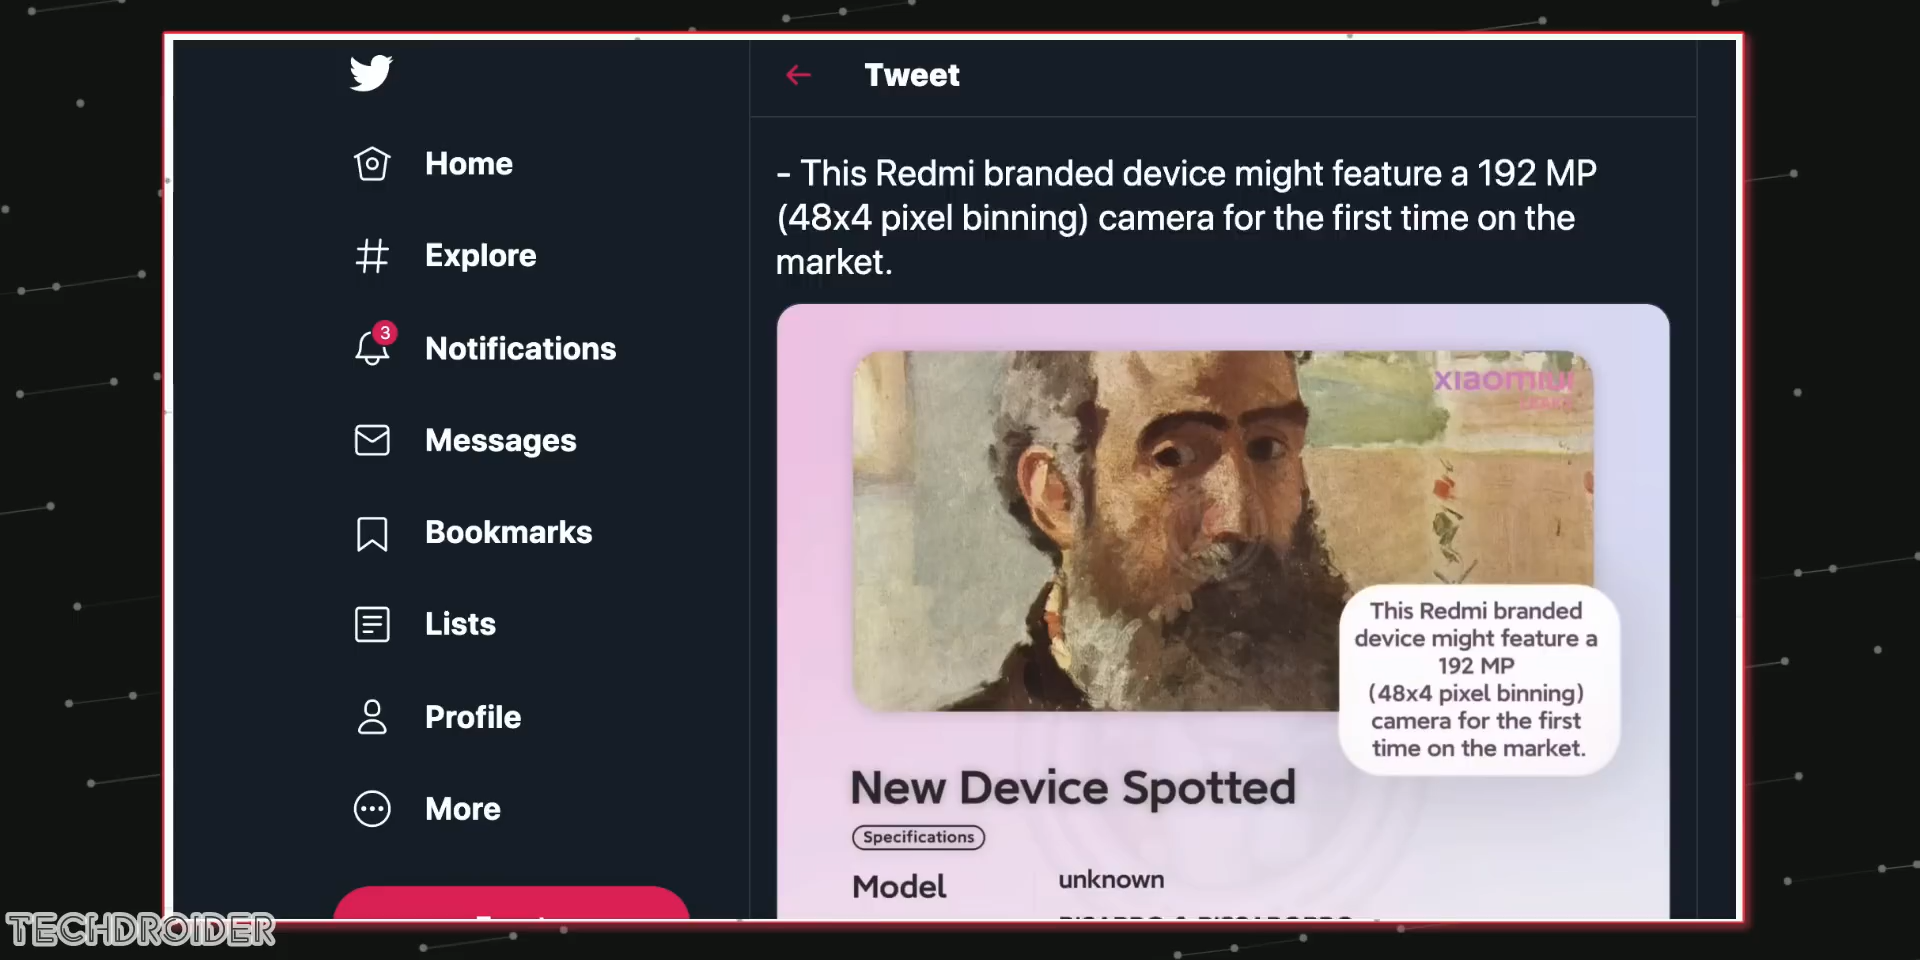 Tweet
Home
Explore
3
Notifications
Messages
Bookmarks
Lists
Profile
More
- This Redmi branded device might feature a 192 MP
(48x4 pixel binning) camera for the first time on the
market.
xiaomiui
This Redmi branded
device might feature a
192 MP
(48x4 pixel binning)
camera for the first
time on the market.
New Device Spotted
Specifications
Model
unknown
TECHDROIDER